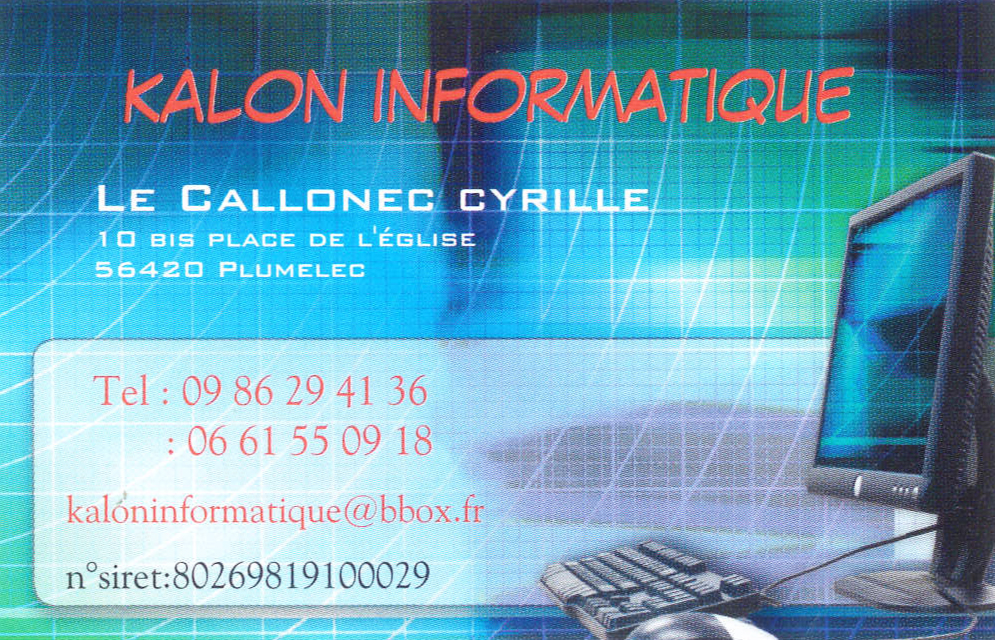 KALON INFORMATIQUE
Le Callonec cyrille
10 bis place de l'église
56420 Plumelec
Tel : 09 86 29 41 36
: 06 61 55 09 18
kaloninformatique@bbox.fr
n°siret:80269819100029